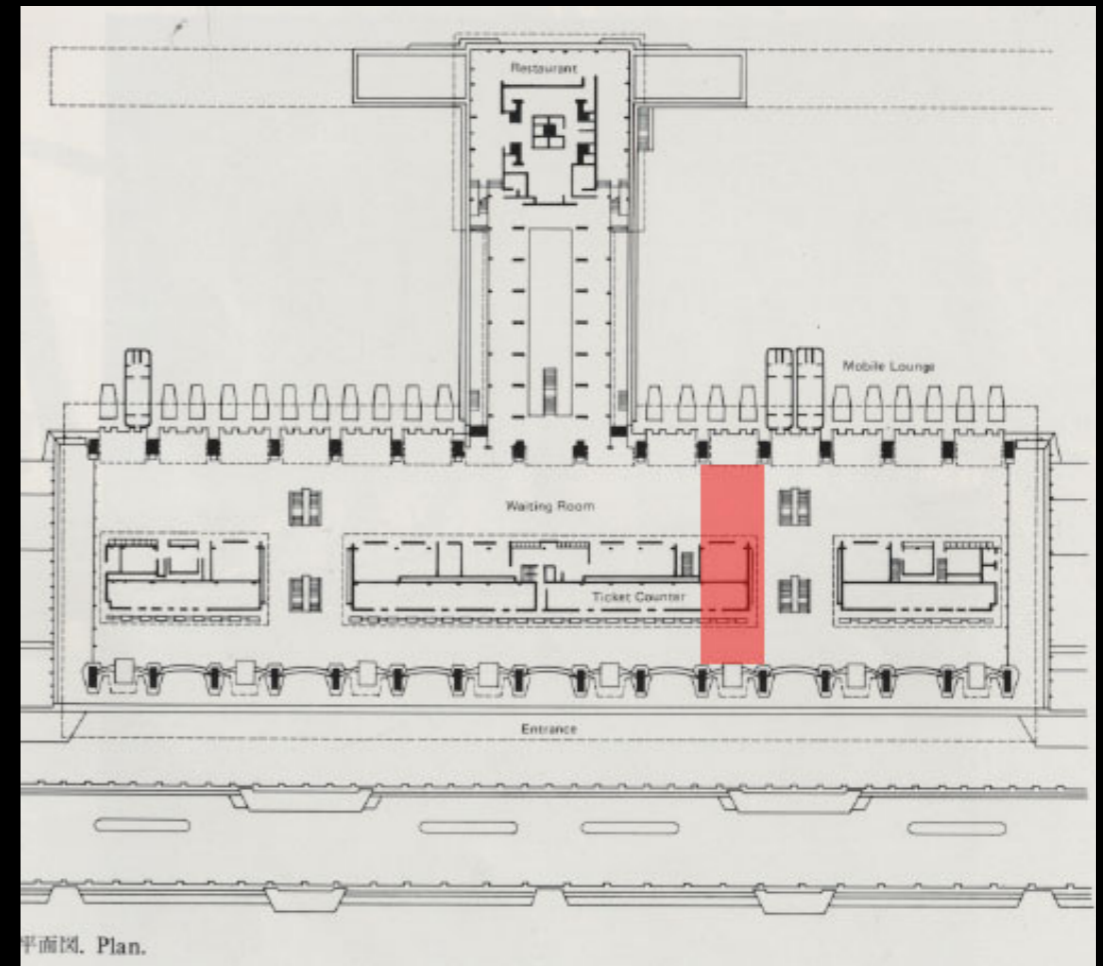 Restaurant
Mobile Lounge
Waiting Room
Ticket Counter
Entrance
平面図. Plan.